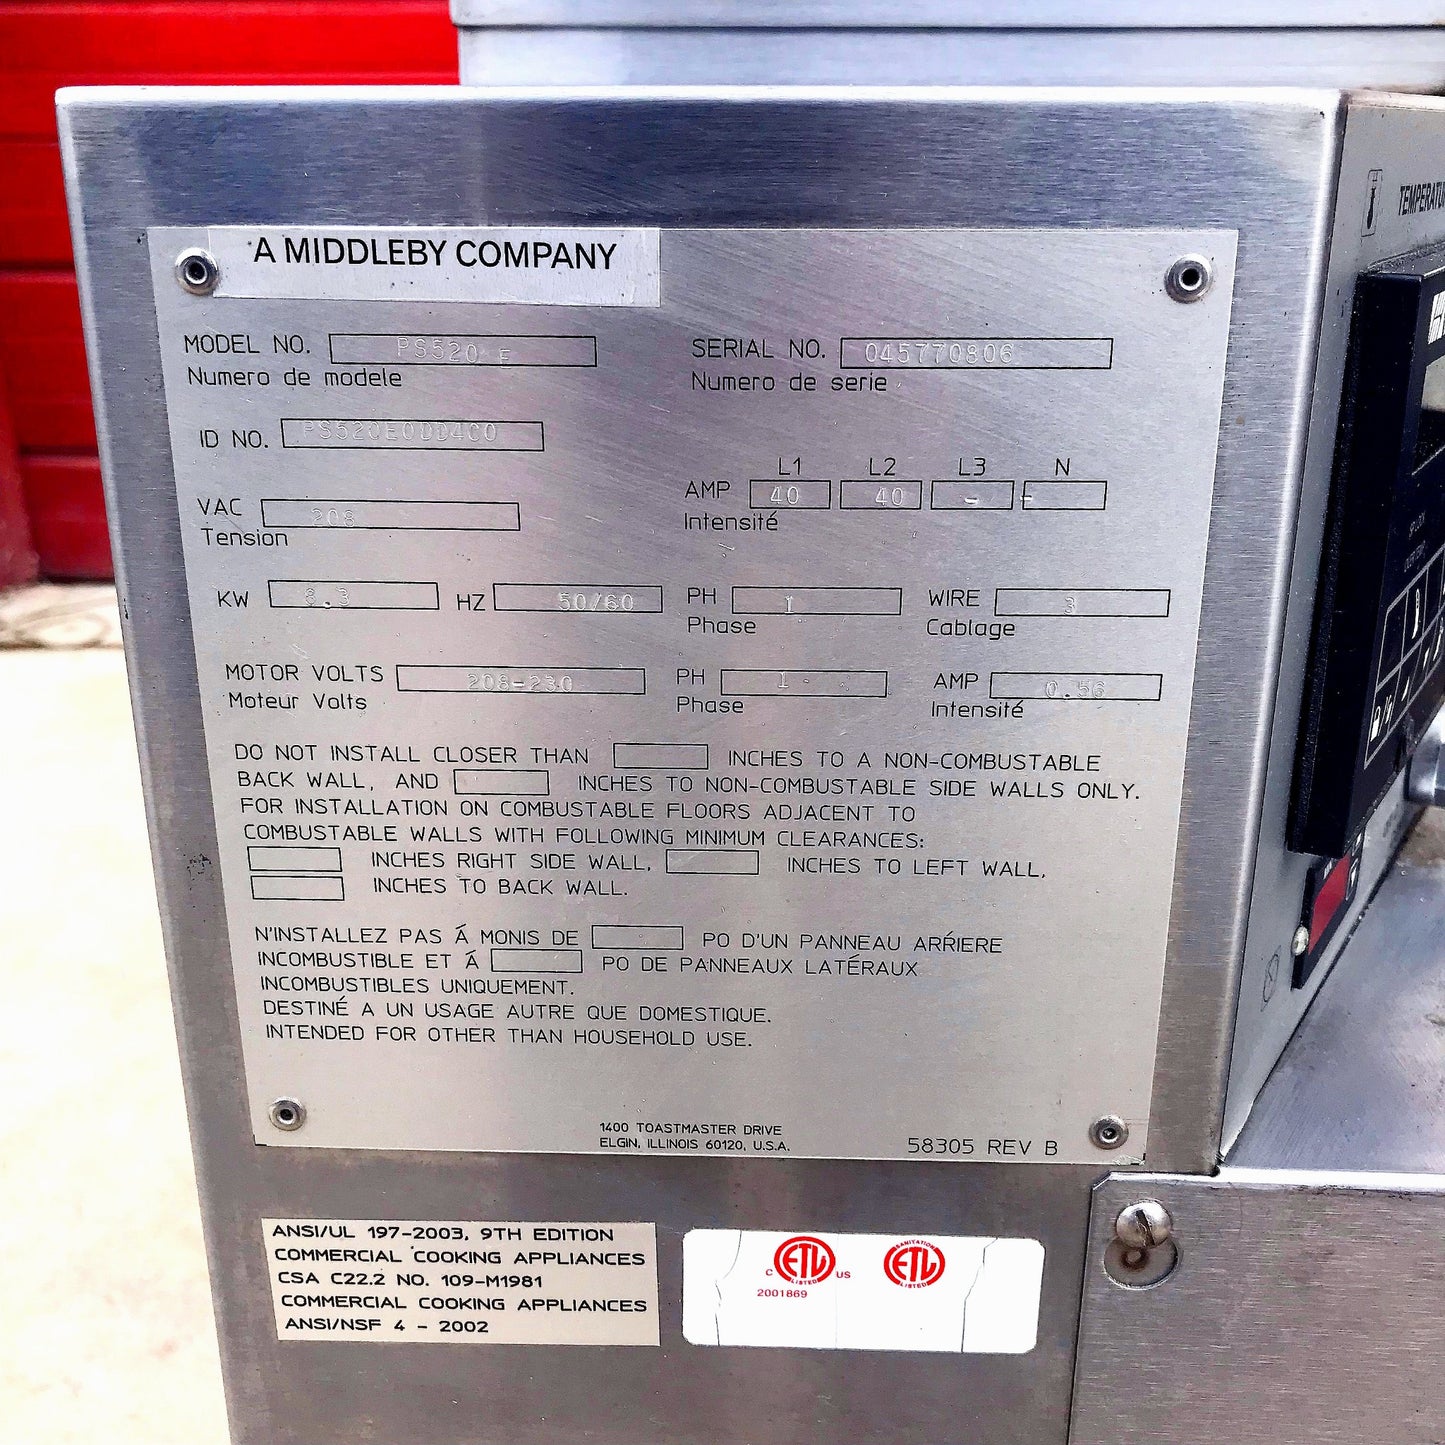 A MIDDLEBY COMPANY
MODEL NO. PS520 E
Numero de modele
SERIAL NO. 045770806
Numero de serie
ID NO. PS520E0DD4C0
L1 L2 L3 N
AMP 40 40 - -
Intensité
VAC 208
Tension
KW 8.3 HZ 50/60 PH 1 WIRE 3
Phase Cablage
MOTOR VOLTS 208-230 PH 1 AMP 0.56
Moteur Volts Phase Intensité
DO NOT INSTALL CLOSER THAN INCHES TO A NON-COMBUSTABLE
BACK WALL, AND INCHES TO NON-COMBUSTABLE SIDE WALLS ONLY.
FOR INSTALLATION ON COMBUSTABLE FLOORS ADJACENT TO
COMBUSTABLE WALLS WITH FOLLOWING MINIMUM CLEARANCES:
INCHES RIGHT SIDE WALL, INCHES TO LEFT WALL,
INCHES TO BACK WALL.
N'INSTALLEZ PAS Á MONIS DE PO D'UN PANNEAU ARŔIERE
INCOMBUSTIBLE ET Á PO DE PANNEAUX LATÉRAUX
INCOMBUSTIBLES UNIQUEMENT.
DESTINÉ A UN USAGE AUTRE QUE DOMESTIQUE.
INTENDED FOR OTHER THAN HOUSEHOLD USE.
1400 TOASTMASTER DRIVE
ELGIN, ILLINOIS 60120, U.S.A.
58305 REV B
ANSI/UL 197-2003, 9TH EDITION
COMMERCIAL COOKING APPLIANCES
CSA C22.2 NO. 109-M1981
COMMERCIAL COOKING APPLIANCES
ANSI/NSF 4 - 2002
C ETL LISTED US
2001869
SANITATION ETL LISTED